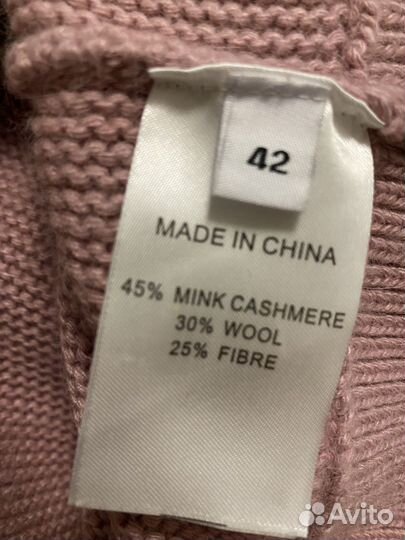 42
MADE IN CHINA
45% MINK CASHMERE
30% WOOL
25% FIBRE
Avito